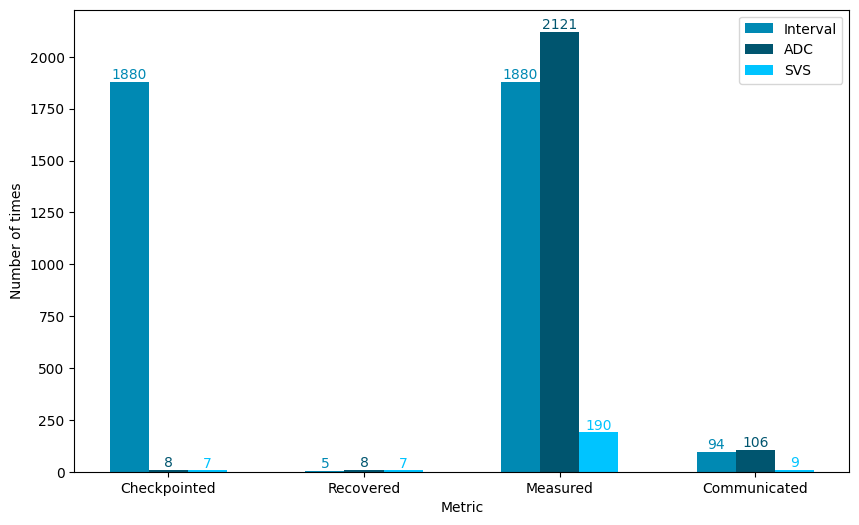 Interval
ADC
SVS
Number of times
2000
1750
1500
1250
1000
750
500
250
0
1880
8
7
5
8
7
1880
2121
190
94
106
9
Checkpointed
Recovered
Measured
Communicated
Metric